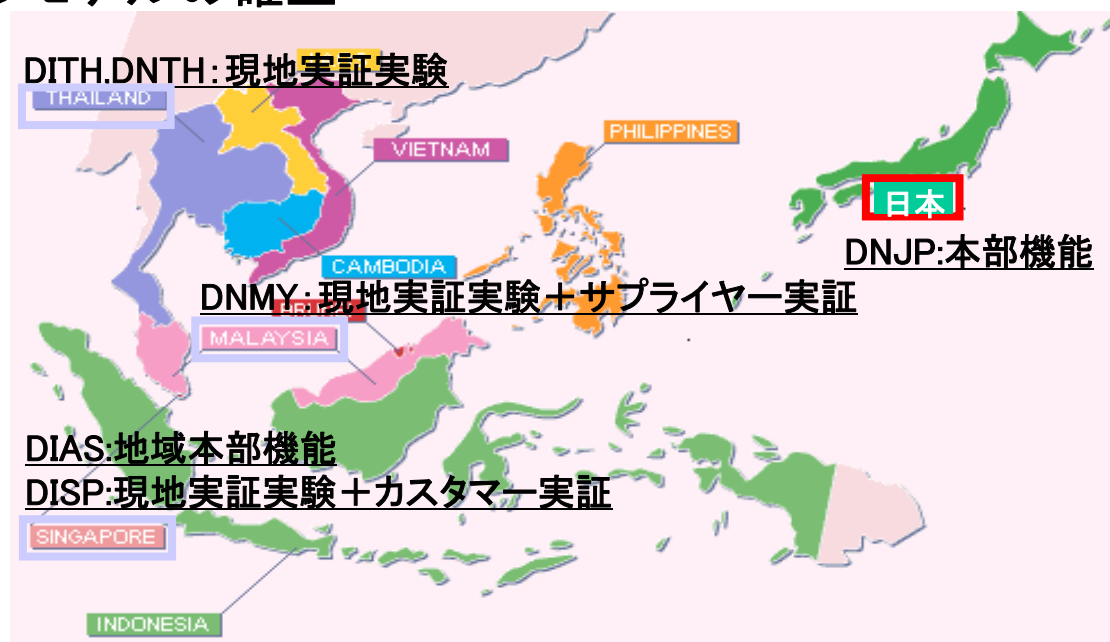 の確立
DITH.DNTH:現地実証実験
THAILAND
PHILIPPINES
VIETNAM
日本
DNJP:本部機能
CAMBODIA
DNMY:現地実証実験+サプライヤー実証
MALAYSIA
DIAS:地域本部機能
DISP:現地実証実験+カスタマー実証
SINGAPORE
INDONESIA